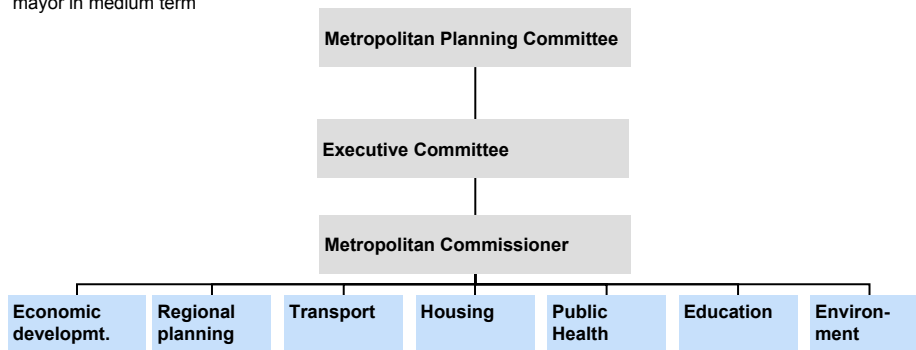 mayor in medium term
Metropolitan Planning Committee
Executive Committee
Metropolitan Commissioner
Economic
developmt.
Regional
planning
Transport
Housing
Public
Health
Education
Environ-
ment